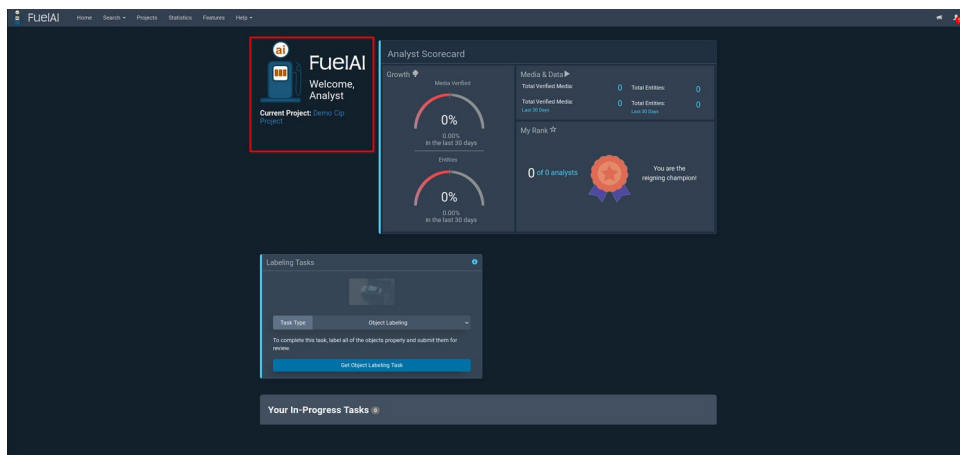 FuelAI
Home
Search
Projects
Statistics
Features
Help
ai
FuelAI
Welcome,
Analyst
Current Project: Demo Cip
Project
Analyst Scorecard
Growth
Media Verified
0%
0.00%
in the last 30 days
Entities
0%
0.00%
in the last 30 days
Media & Data
Total Verified Media:
0
Total Entities:
0
Total Verified Media:
Last 30 Days
0
Total Entities:
Last 30 Days
0
My Rank
0 of 0 analysts
You are the
reigning champion!
Labeling Tasks
Task Type
Object Labeling
To complete this task, label all of the objects properly and submit them for
review.
Get Object Labeling Task
Your In-Progress Tasks 0